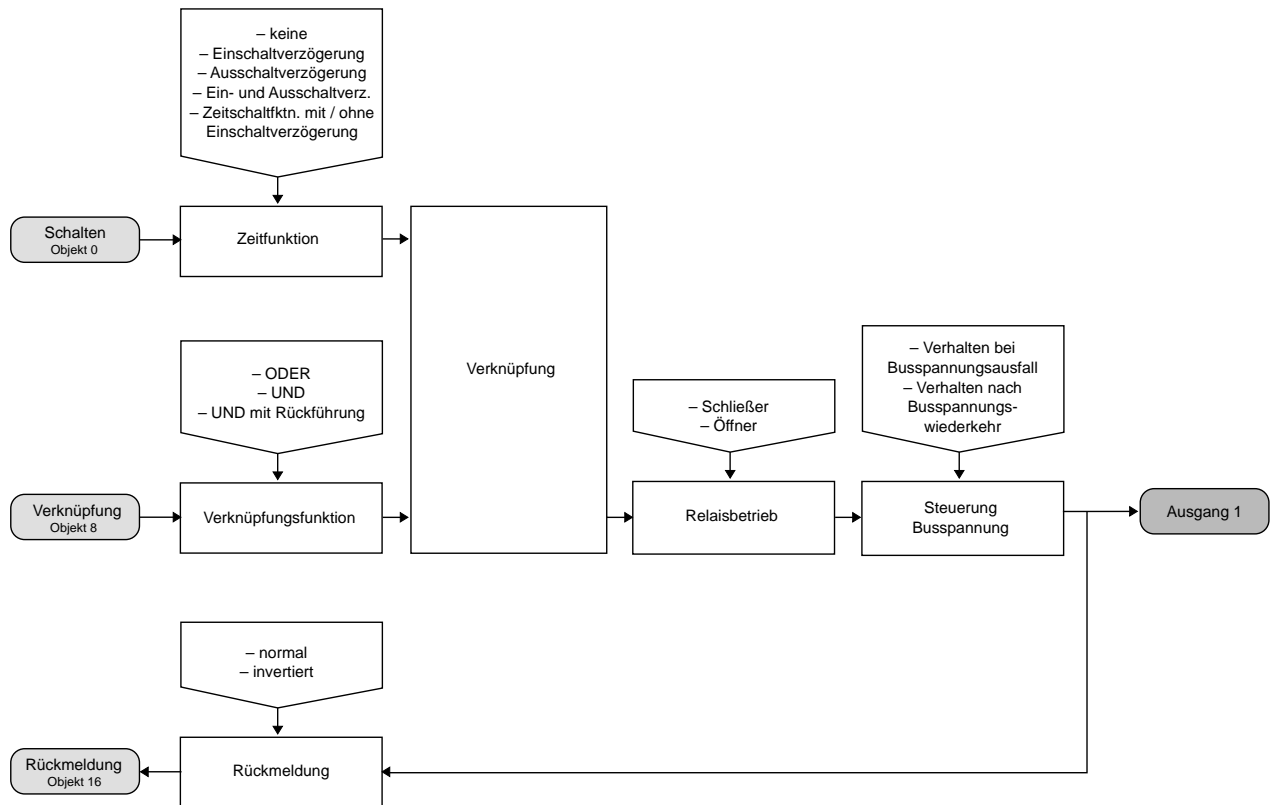 – keine
– Einschaltverzögerung
– Ausschaltverzögerung
– Ein- und Ausschaltverz.
– Zeitschaltfktn. mit / ohne
Einschaltverzögerung
Schalten
Objekt 0
Zeitfunktion
Verknüpfung
– ODER
– UND
– UND mit Rückführung
– Schließer
– Öffner
– Verhalten bei
Busspannungsausfall
– Verhalten nach
Busspannungs-
wiederkehr
Verknüpfung
Objekt 8
Verknüpfungsfunktion
Relaisbetrieb
Steuerung
Busspannung
Ausgang 1
– normal
– invertiert
Rückmeldung
Objekt 16
Rückmeldung